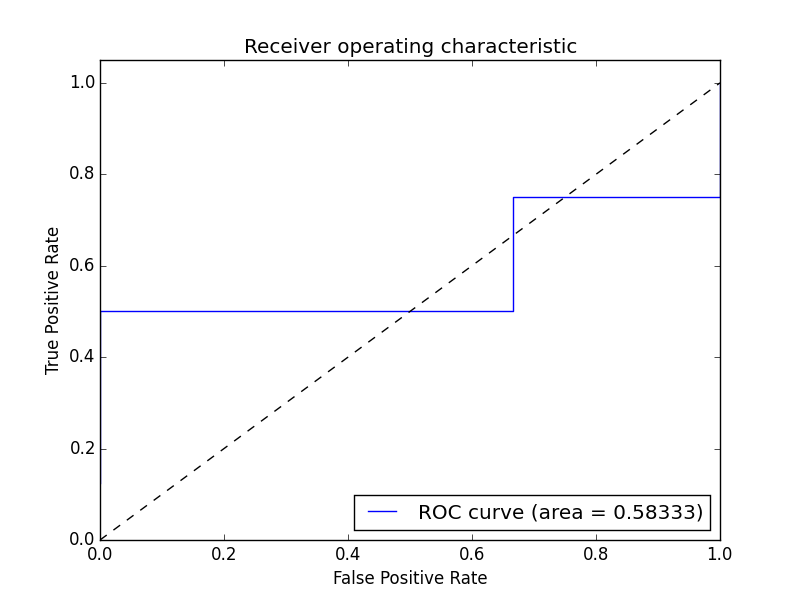 Receiver operating characteristic
1.0
0.8
0.6
0.4
0.2
0.0
True Positive Rate
ROC curve (area = 0.58333)
0.0 0.2 0.4 0.6 0.8 1.0
False Positive Rate